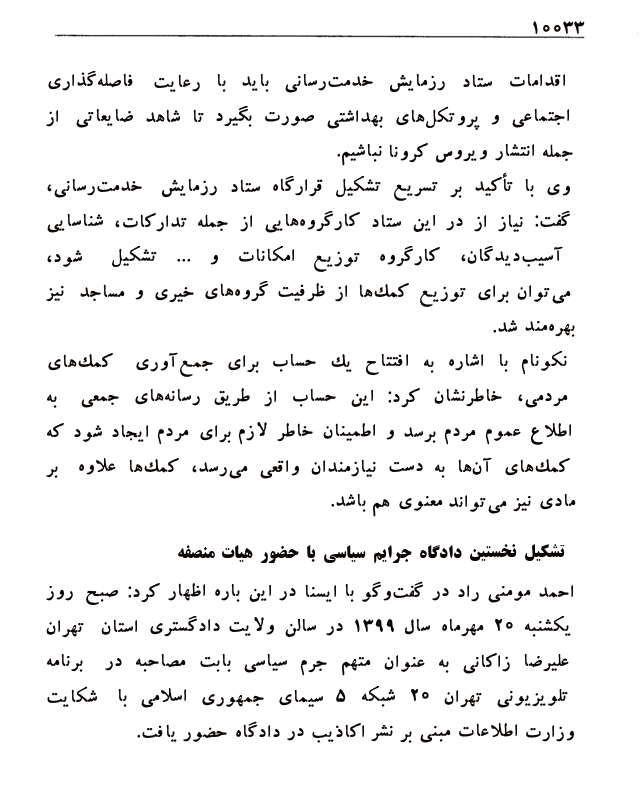 ۱۰۰۳۳
اقدامات ستاد رزمایش خدمت‌رسانی باید با رعایت فاصله‌گذاری
اجتماعی و پروتکل‌های بهداشتی صورت بگیرد تا شاهد ضایعاتی از
جمله انتشار ویروس کرونا نباشیم.
وی با تأکید بر تسریع تشکیل قرارگاه ستاد رزمایش خدمت‌رسانی،
گفت: نیاز از در این ستاد کارگروه‌هایی از جمله تدارکات، شناسایی
آسیب‌دیدگان، کارگروه توزیع امکانات و ... تشکیل شود،
می‌توان برای توزیع کمك‌ها از ظرفیت گروه‌های خیری و مساجد نیز
بهره‌مند شد.
نکونام با اشاره به افتتاح یك حساب برای جمع‌آوری کمك‌های
مردمی، خاطرنشان کرد: این حساب از طریق رسانه‌های جمعی به
اطلاع عموم مردم برسد و اطمینان خاطر لازم برای مردم ایجاد شود که
کمك‌های آن‌ها به دست نیازمندان واقعی می‌رسد، کمك‌ها علاوه بر
مادی نیز می‌تواند معنوی هم باشد.
تشکیل نخستین دادگاه جرایم سیاسی با حضور هیات منصفه
احمد مومنی راد در گفت‌وگو با ایسنا در این باره اظهار کرد: صبح روز
یکشنبه ۲۰ مهرماه سال ۱۳۹۹ در سالن ولایت دادگستری استان تهران
علیرضا زاکانی به عنوان متهم جرم سیاسی بابت مصاحبه در برنامه
تلویزیونی تهران ۲۰ شبکه ۵ سیمای جمهوری اسلامی با شکایت
وزارت اطلاعات مبنی بر نشر اکاذیب در دادگاه حضور یافت.